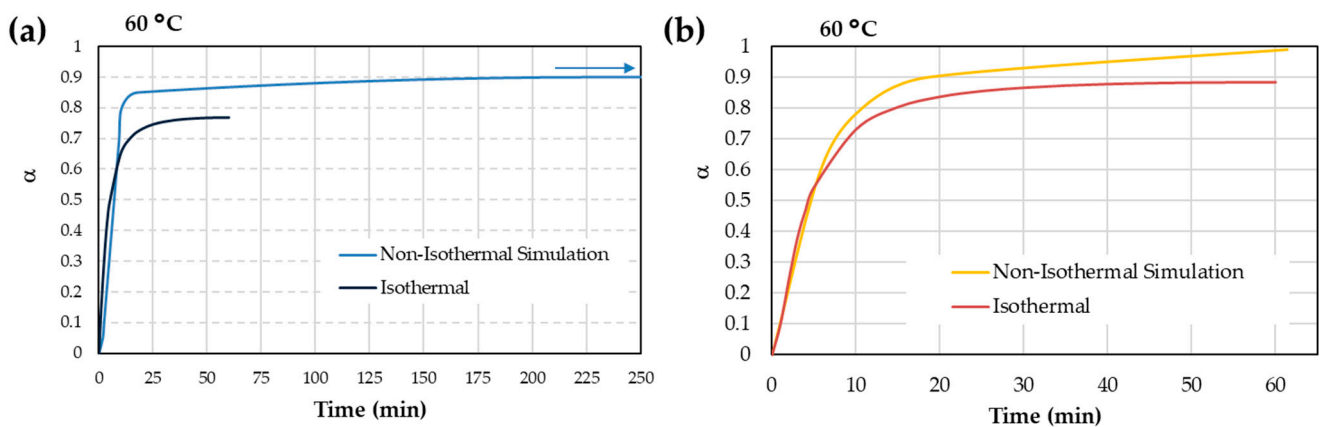 (a)
60 °C
α
1
0.9
0.8
0.7
0.6
0.5
0.4
0.3
0.2
0.1
0
Non-Isothermal Simulation
Isothermal
0 25 50 75 100 125 150 175 200 225 250
Time (min)
(b)
60 °C
α
1
0.9
0.8
0.7
0.6
0.5
0.4
0.3
0.2
0.1
0
Non-Isothermal Simulation
Isothermal
0 10 20 30 40 50 60
Time (min)